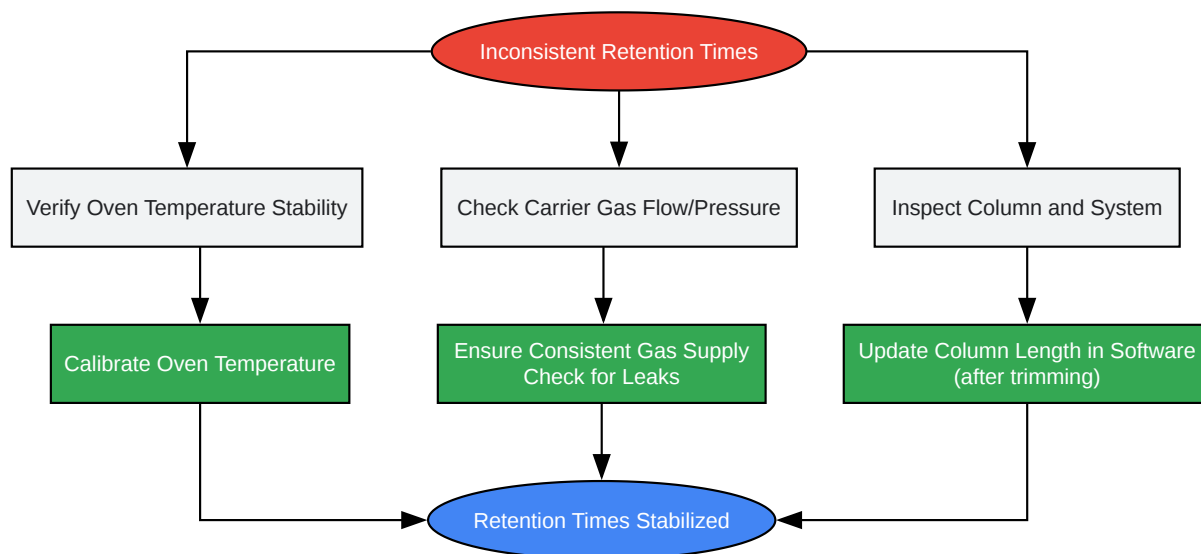 Inconsistent Retention Times
Verify Oven Temperature Stability
Check Carrier Gas Flow/Pressure
Inspect Column and System
Calibrate Oven Temperature
Ensure Consistent Gas Supply
Check for Leaks
Update Column Length in Software
(after trimming)
Retention Times Stabilized